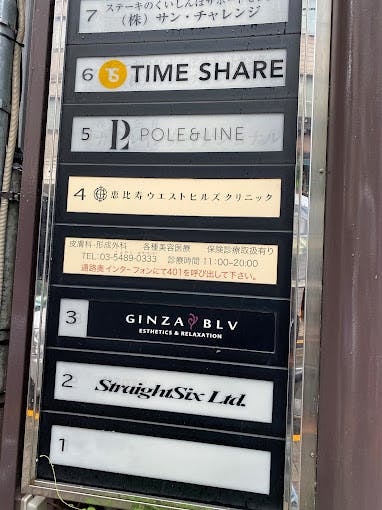 7 ステーキのくいしんぼサポートセンター
(株) サン・チャレンジ
6 TS TIME SHARE
5 PL POLE&LINE
4 恵比寿ウエストヒルズクリニック
皮膚科・形成外科 各種美容医療 保険診療取扱有り
TEL:03-5489-0333 診療時間 11:00~20:00
通路奥インターフォンにて401を呼び出して下さい。
3 GINZA BLV
ESTHETICS & RELAXATION
2 StraightSix Ltd.
1